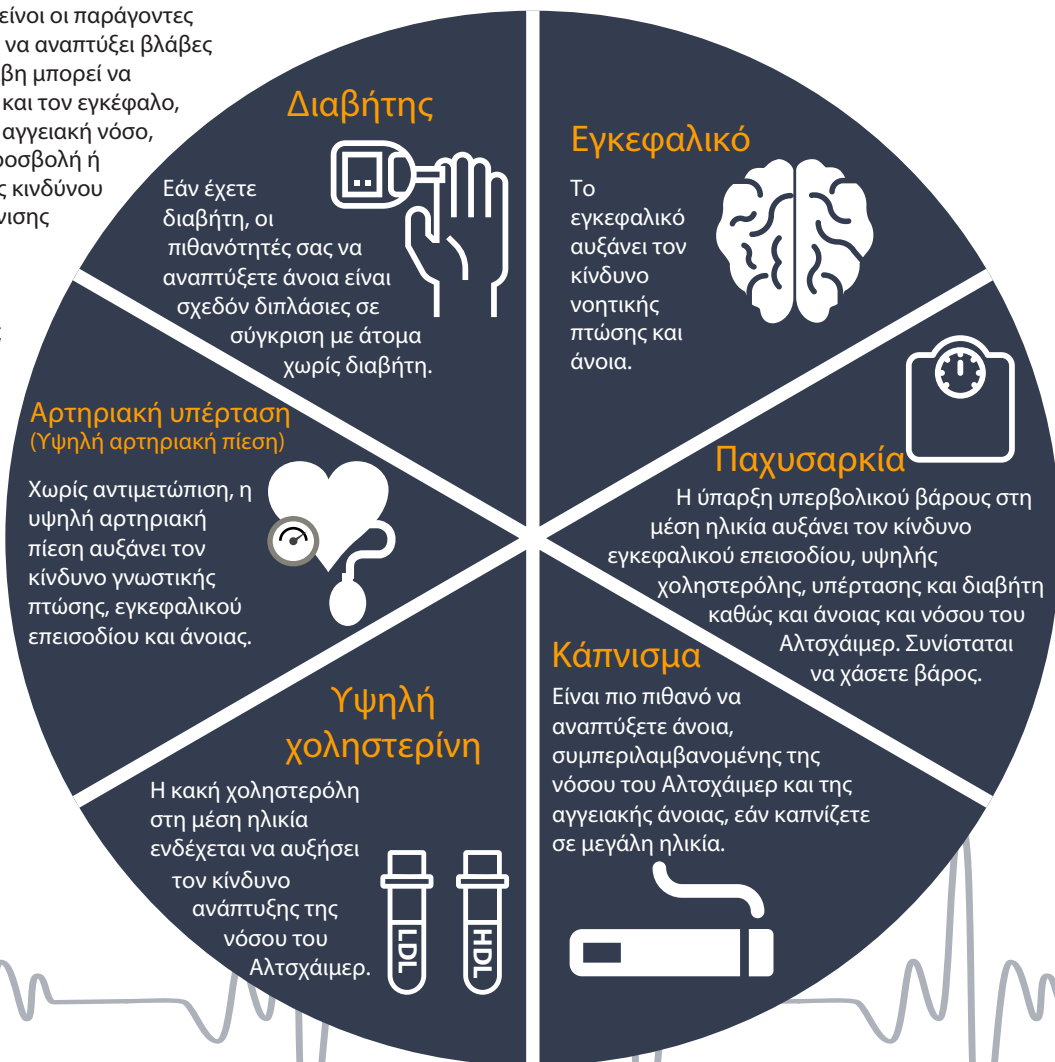 είνοι οι παράγοντες
να αναπτύξει βλάβες
βη μπορεί να
και τον εγκέφαλο,
αγγειακή νόσο,
ροσβολή ή
ς κινδύνου
νισης
Διαβήτης
Εάν έχετε
διαβήτη, οι
πιθανότητές σας να
αναπτύξετε άνοια είναι
σχεδόν διπλάσιες σε
σύγκριση με άτομα
χωρίς διαβήτη.
Εγκεφαλικό
Το
εγκεφαλικό
αυξάνει τον
κίνδυνο
νοητικής
πτώσης και
άνοια.
Αρτηριακή υπέρταση
(Υψηλή αρτηριακή πίεση)
Χωρίς αντιμετώπιση, η
υψηλή αρτηριακή
πίεση αυξάνει τον
κίνδυνο γνωστικής
πτώσης, εγκεφαλικού
επεισοδίου και άνοιας.
Παχυσαρκία
Η ύπαρξη υπερβολικού βάρους στη
μέση ηλικία αυξάνει τον κίνδυνο
εγκεφαλικού επεισοδίου, υψηλής
χοληστερόλης, υπέρτασης και διαβήτη
καθώς και άνοιας και νόσου του
Αλτσχάιμερ. Συνίσταται
να χάσετε βάρος.
Υψηλή
χοληστερίνη
Η κακή χοληστερόλη
στη μέση ηλικία
ενδέχεται να αυξήσει
τον κίνδυνο
ανάπτυξης της
νόσου του
Αλτσχάιμερ.
LDL
HDL
Κάπνισμα
Είναι πιο πιθανό να
αναπτύξετε άνοια,
συμπεριλαμβανομένης της
νόσου του Αλτσχάιμερ και της
αγγειακής άνοιας, εάν καπνίζετε
σε μεγάλη ηλικία.